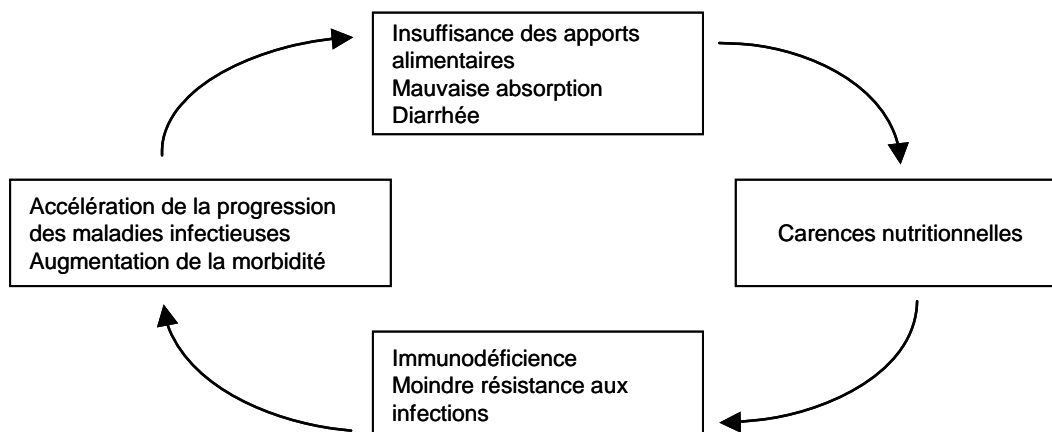 Insuffisance des apports
alimentaires
Mauvaise absorption
Diarrhée
Carences nutritionnelles
Immunodéficience
Moindre résistance aux
infections
Accélération de la progression
des maladies infectieuses
Augmentation de la morbidité